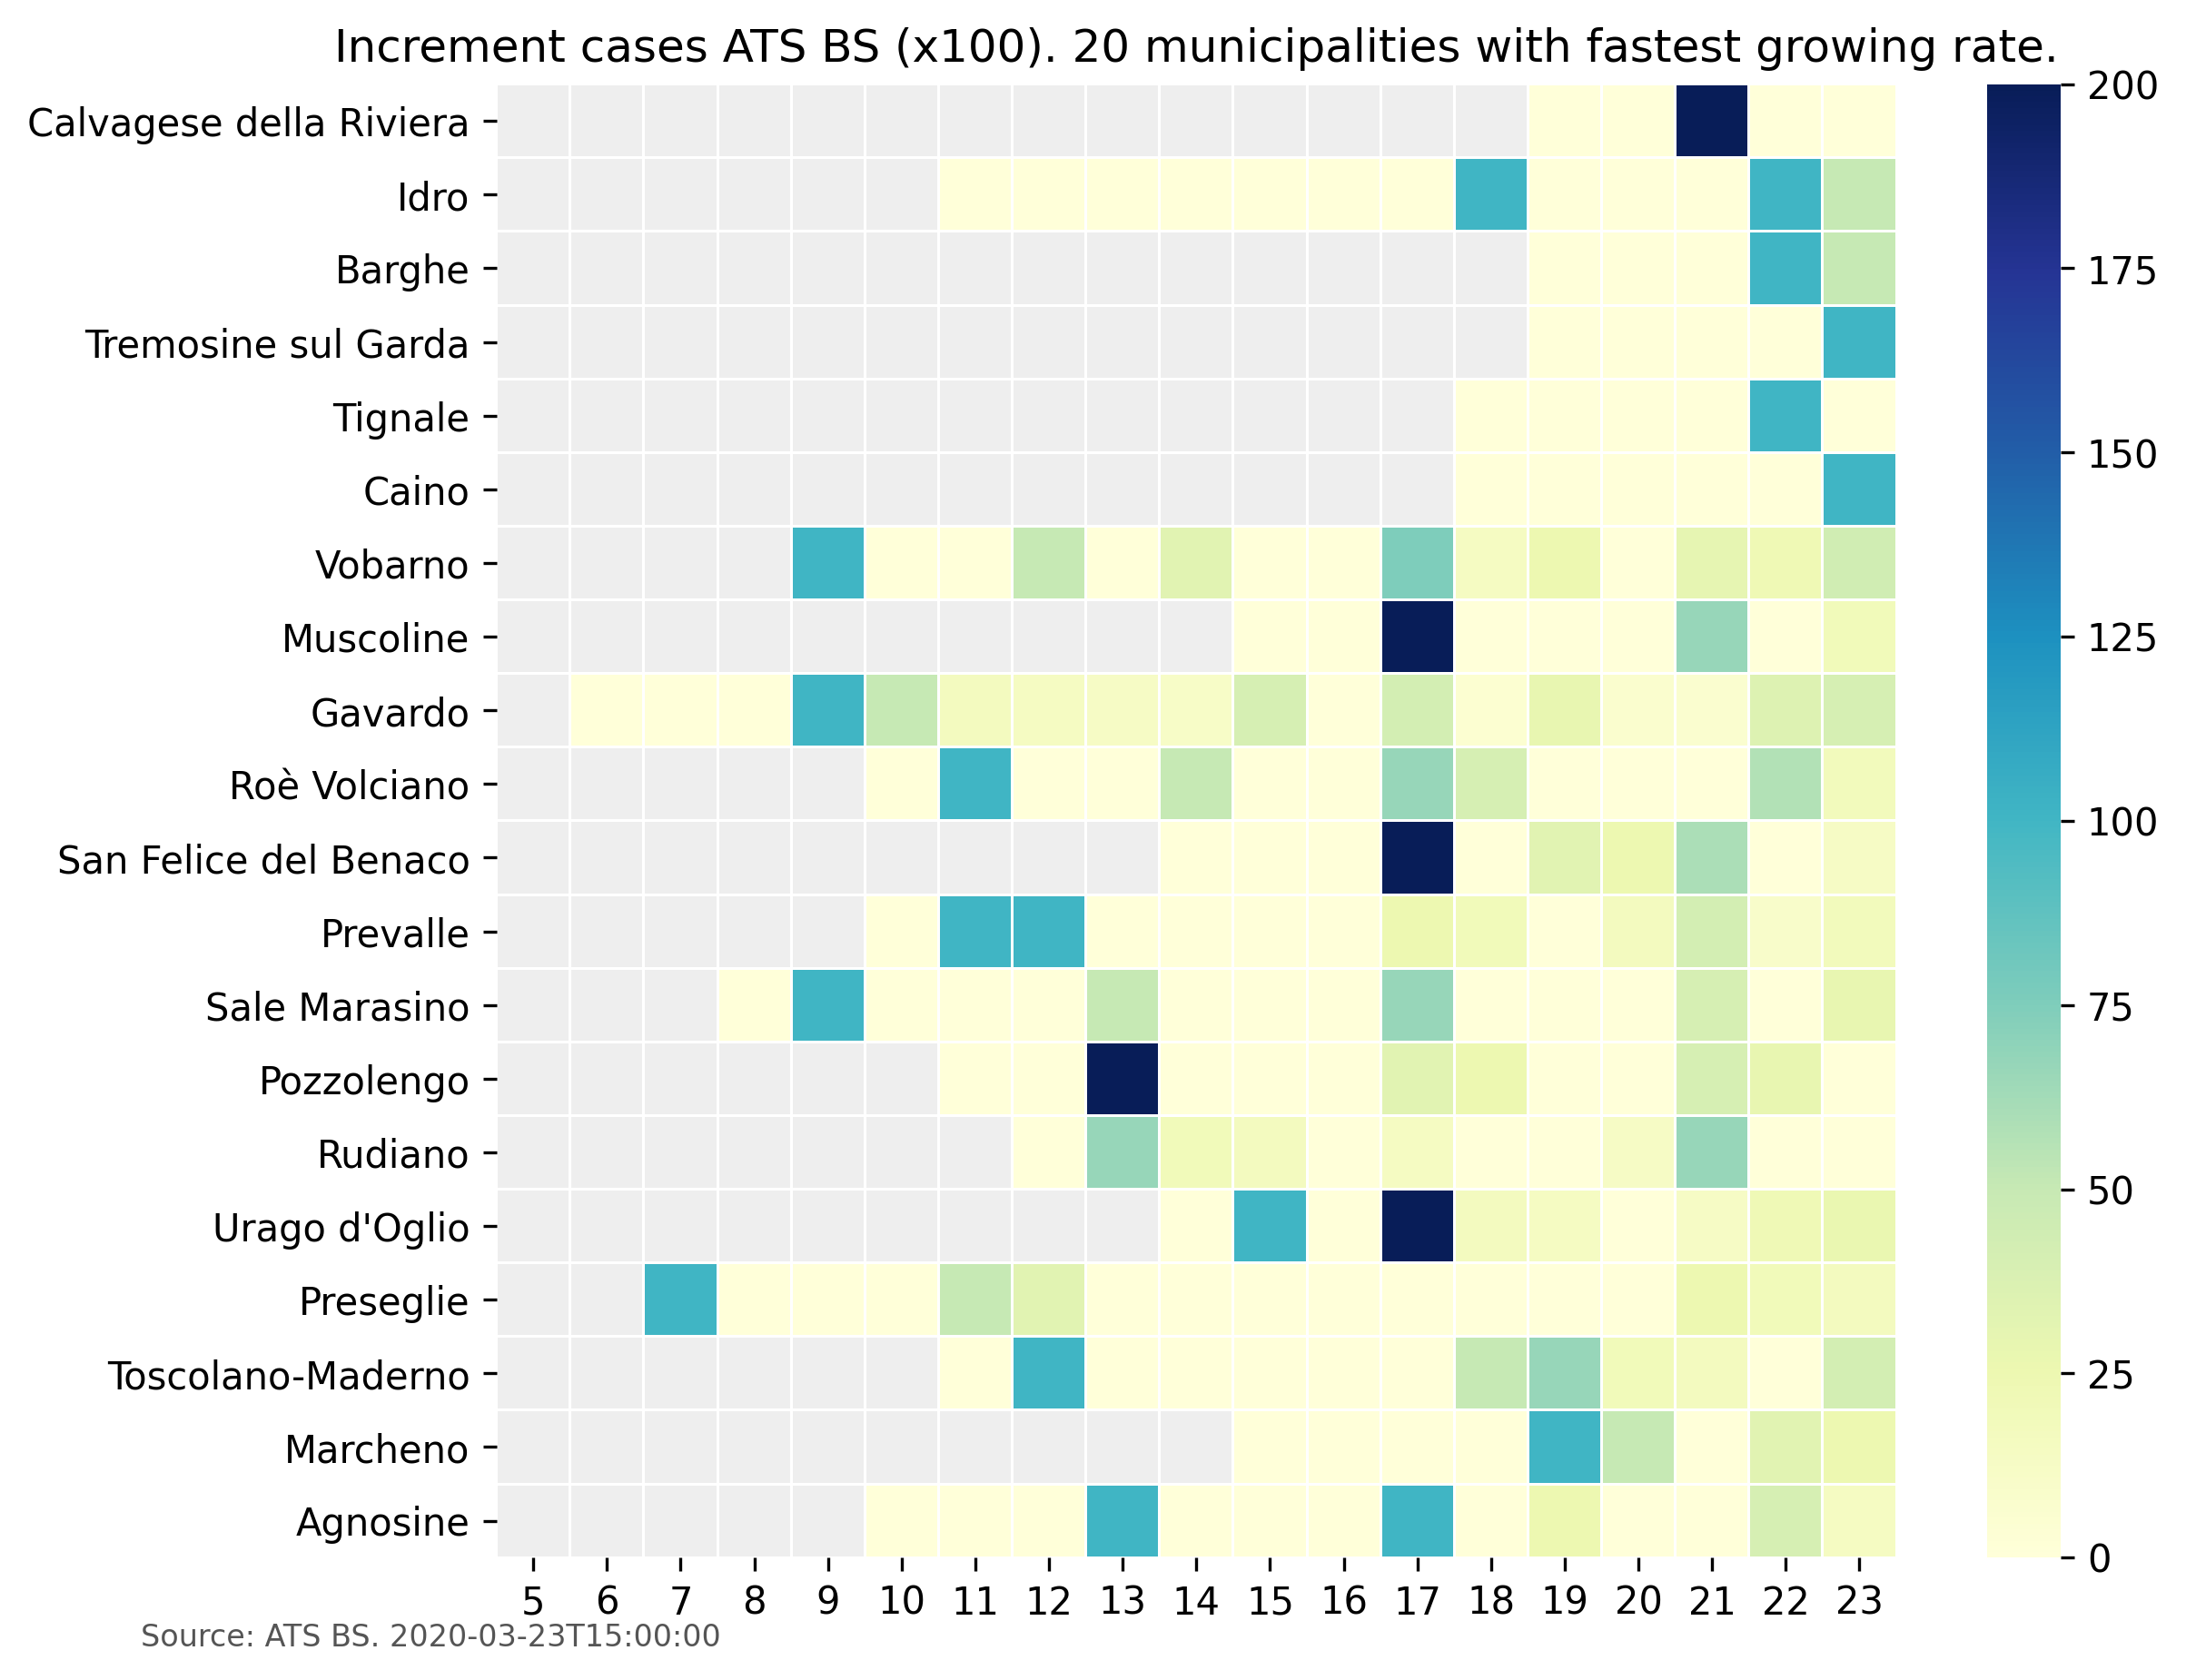 Increment cases ATS BS (x100). 20 municipalities with fastest growing rate.
Calvagese della Riviera
Idro
Barghe
Tremosine sul Garda
Tignale
Caino
Vobarno
Muscoline
Gavardo
Roè Volciano
San Felice del Benaco
Prevalle
Sale Marasino
Pozzolengo
Rudiano
Urago d'Oglio
Preseglie
Toscolano-Maderno
Marcheno
Agnosine
200
175
150
125
100
75
50
25
0
5 6 7 8 9 10 11 12 13 14 15 16 17 18 19 20 21 22 23
Source: ATS BS. 2020-03-23T15:00:00